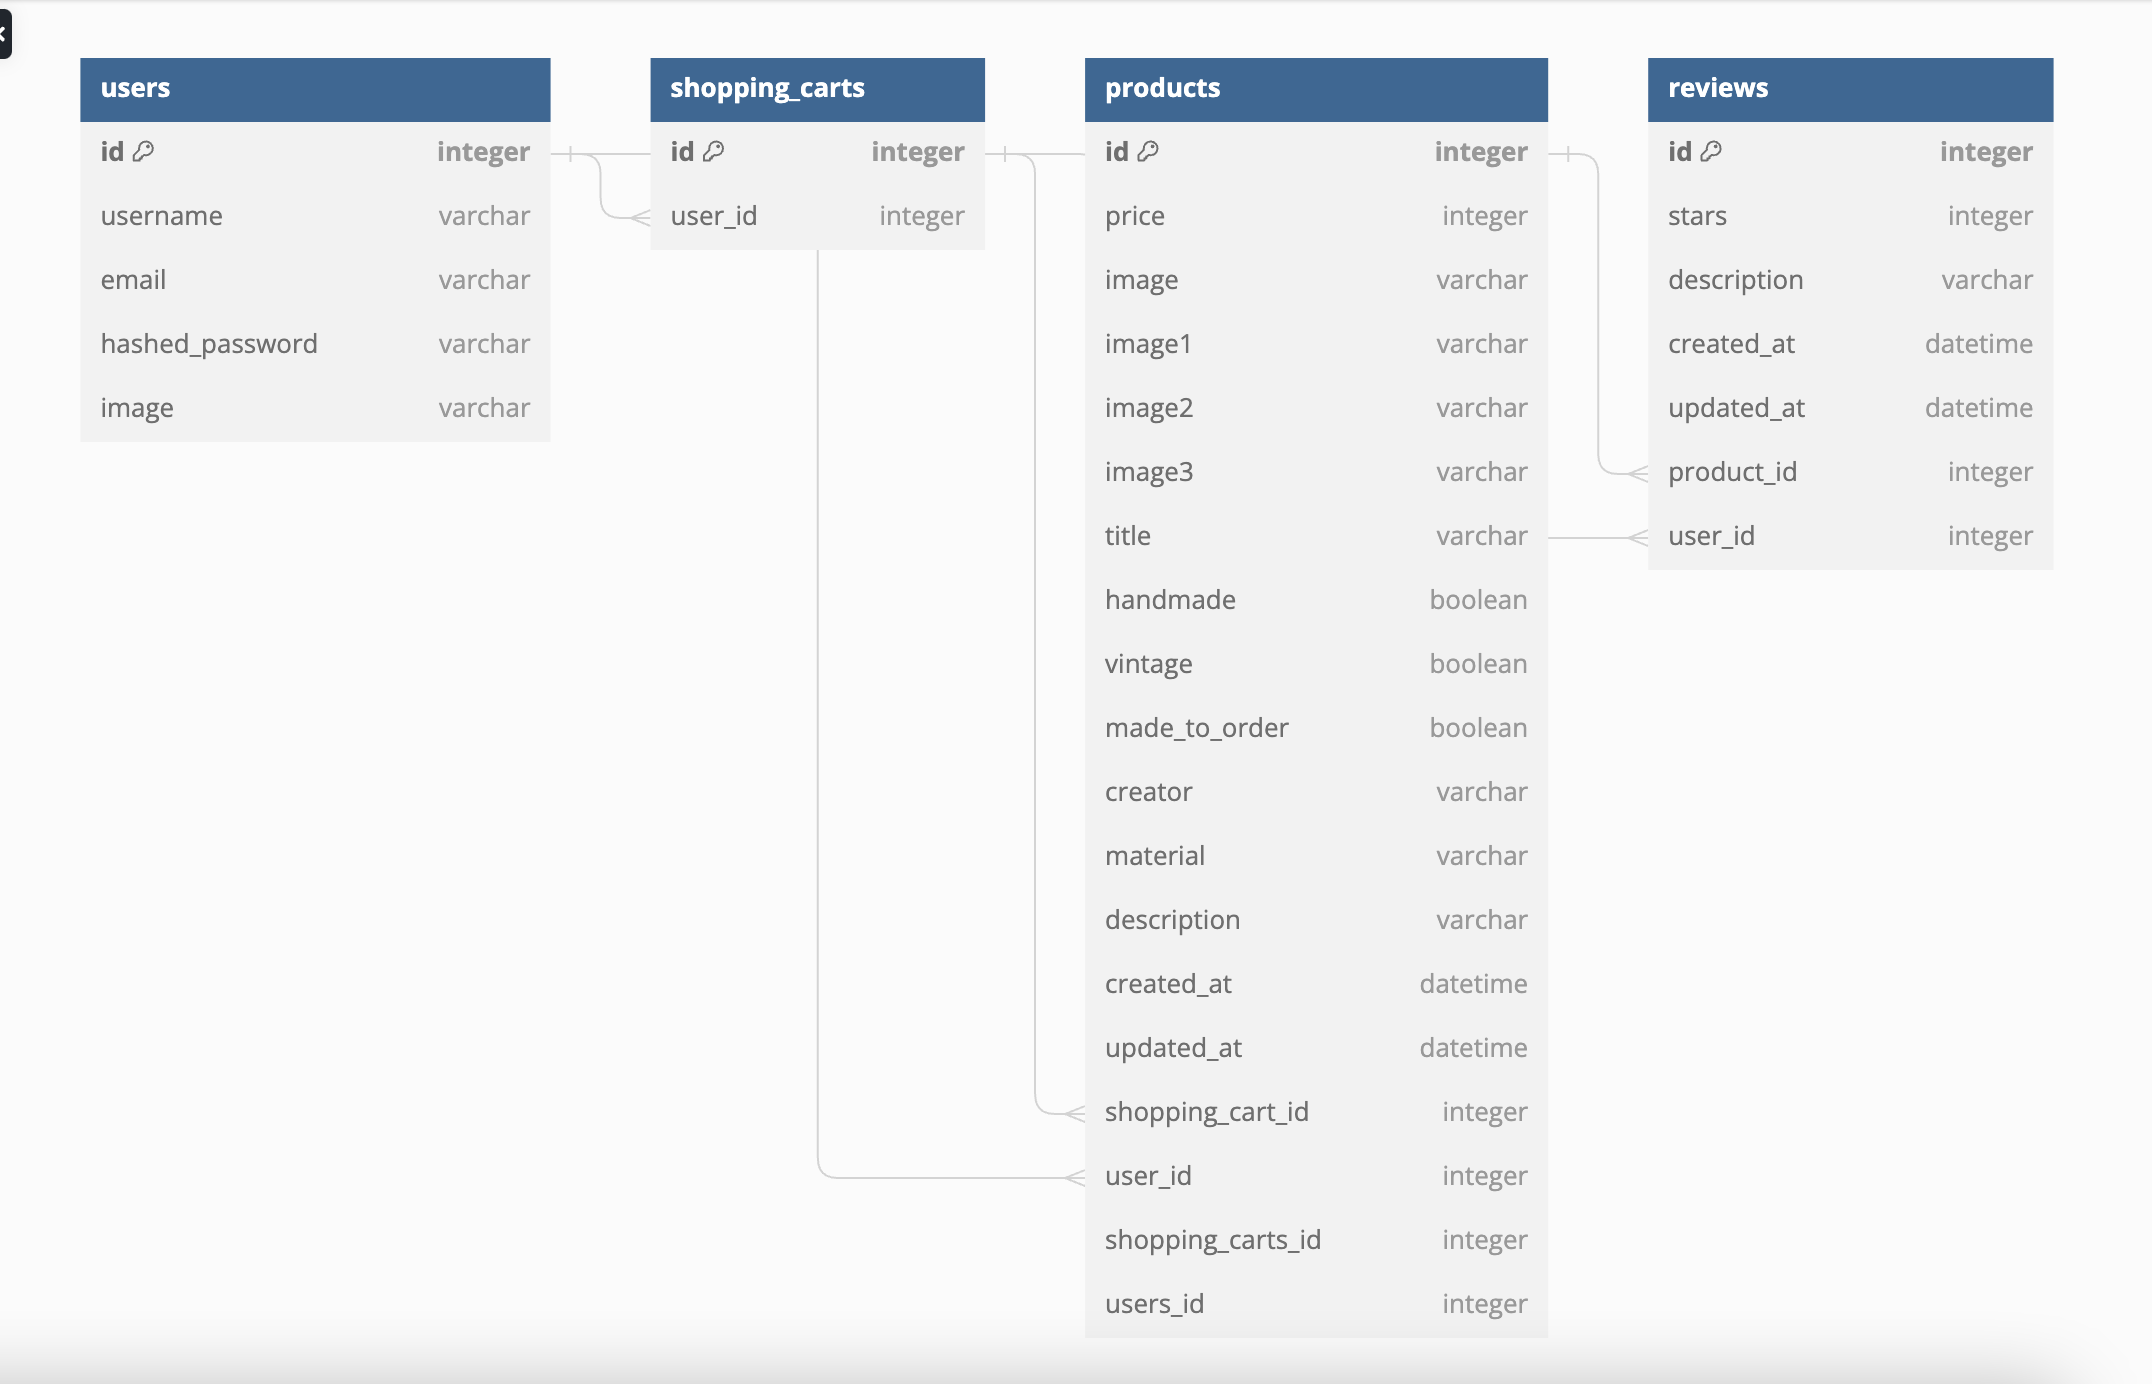 users
id integer
username varchar
email varchar
hashed_password varchar
image varchar
shopping_carts
id integer
user_id integer
products
id integer
price integer
image varchar
image1 varchar
image2 varchar
image3 varchar
title varchar
handmade boolean
vintage boolean
made_to_order boolean
creator varchar
material varchar
description varchar
created_at datetime
updated_at datetime
shopping_cart_id integer
user_id integer
shopping_carts_id integer
users_id integer
reviews
id integer
stars integer
description varchar
created_at datetime
updated_at datetime
product_id integer
user_id integer